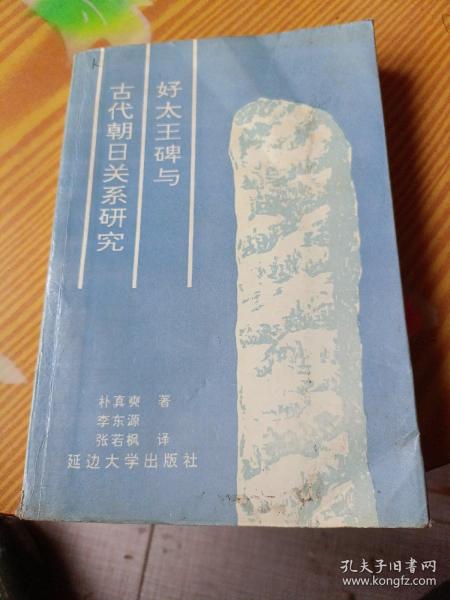 好太王碑与
古代朝日关系研究
朴真奭 著
李东源
张若枫 译
延边大学出版社
孔夫子旧书网
www.kongfz.com